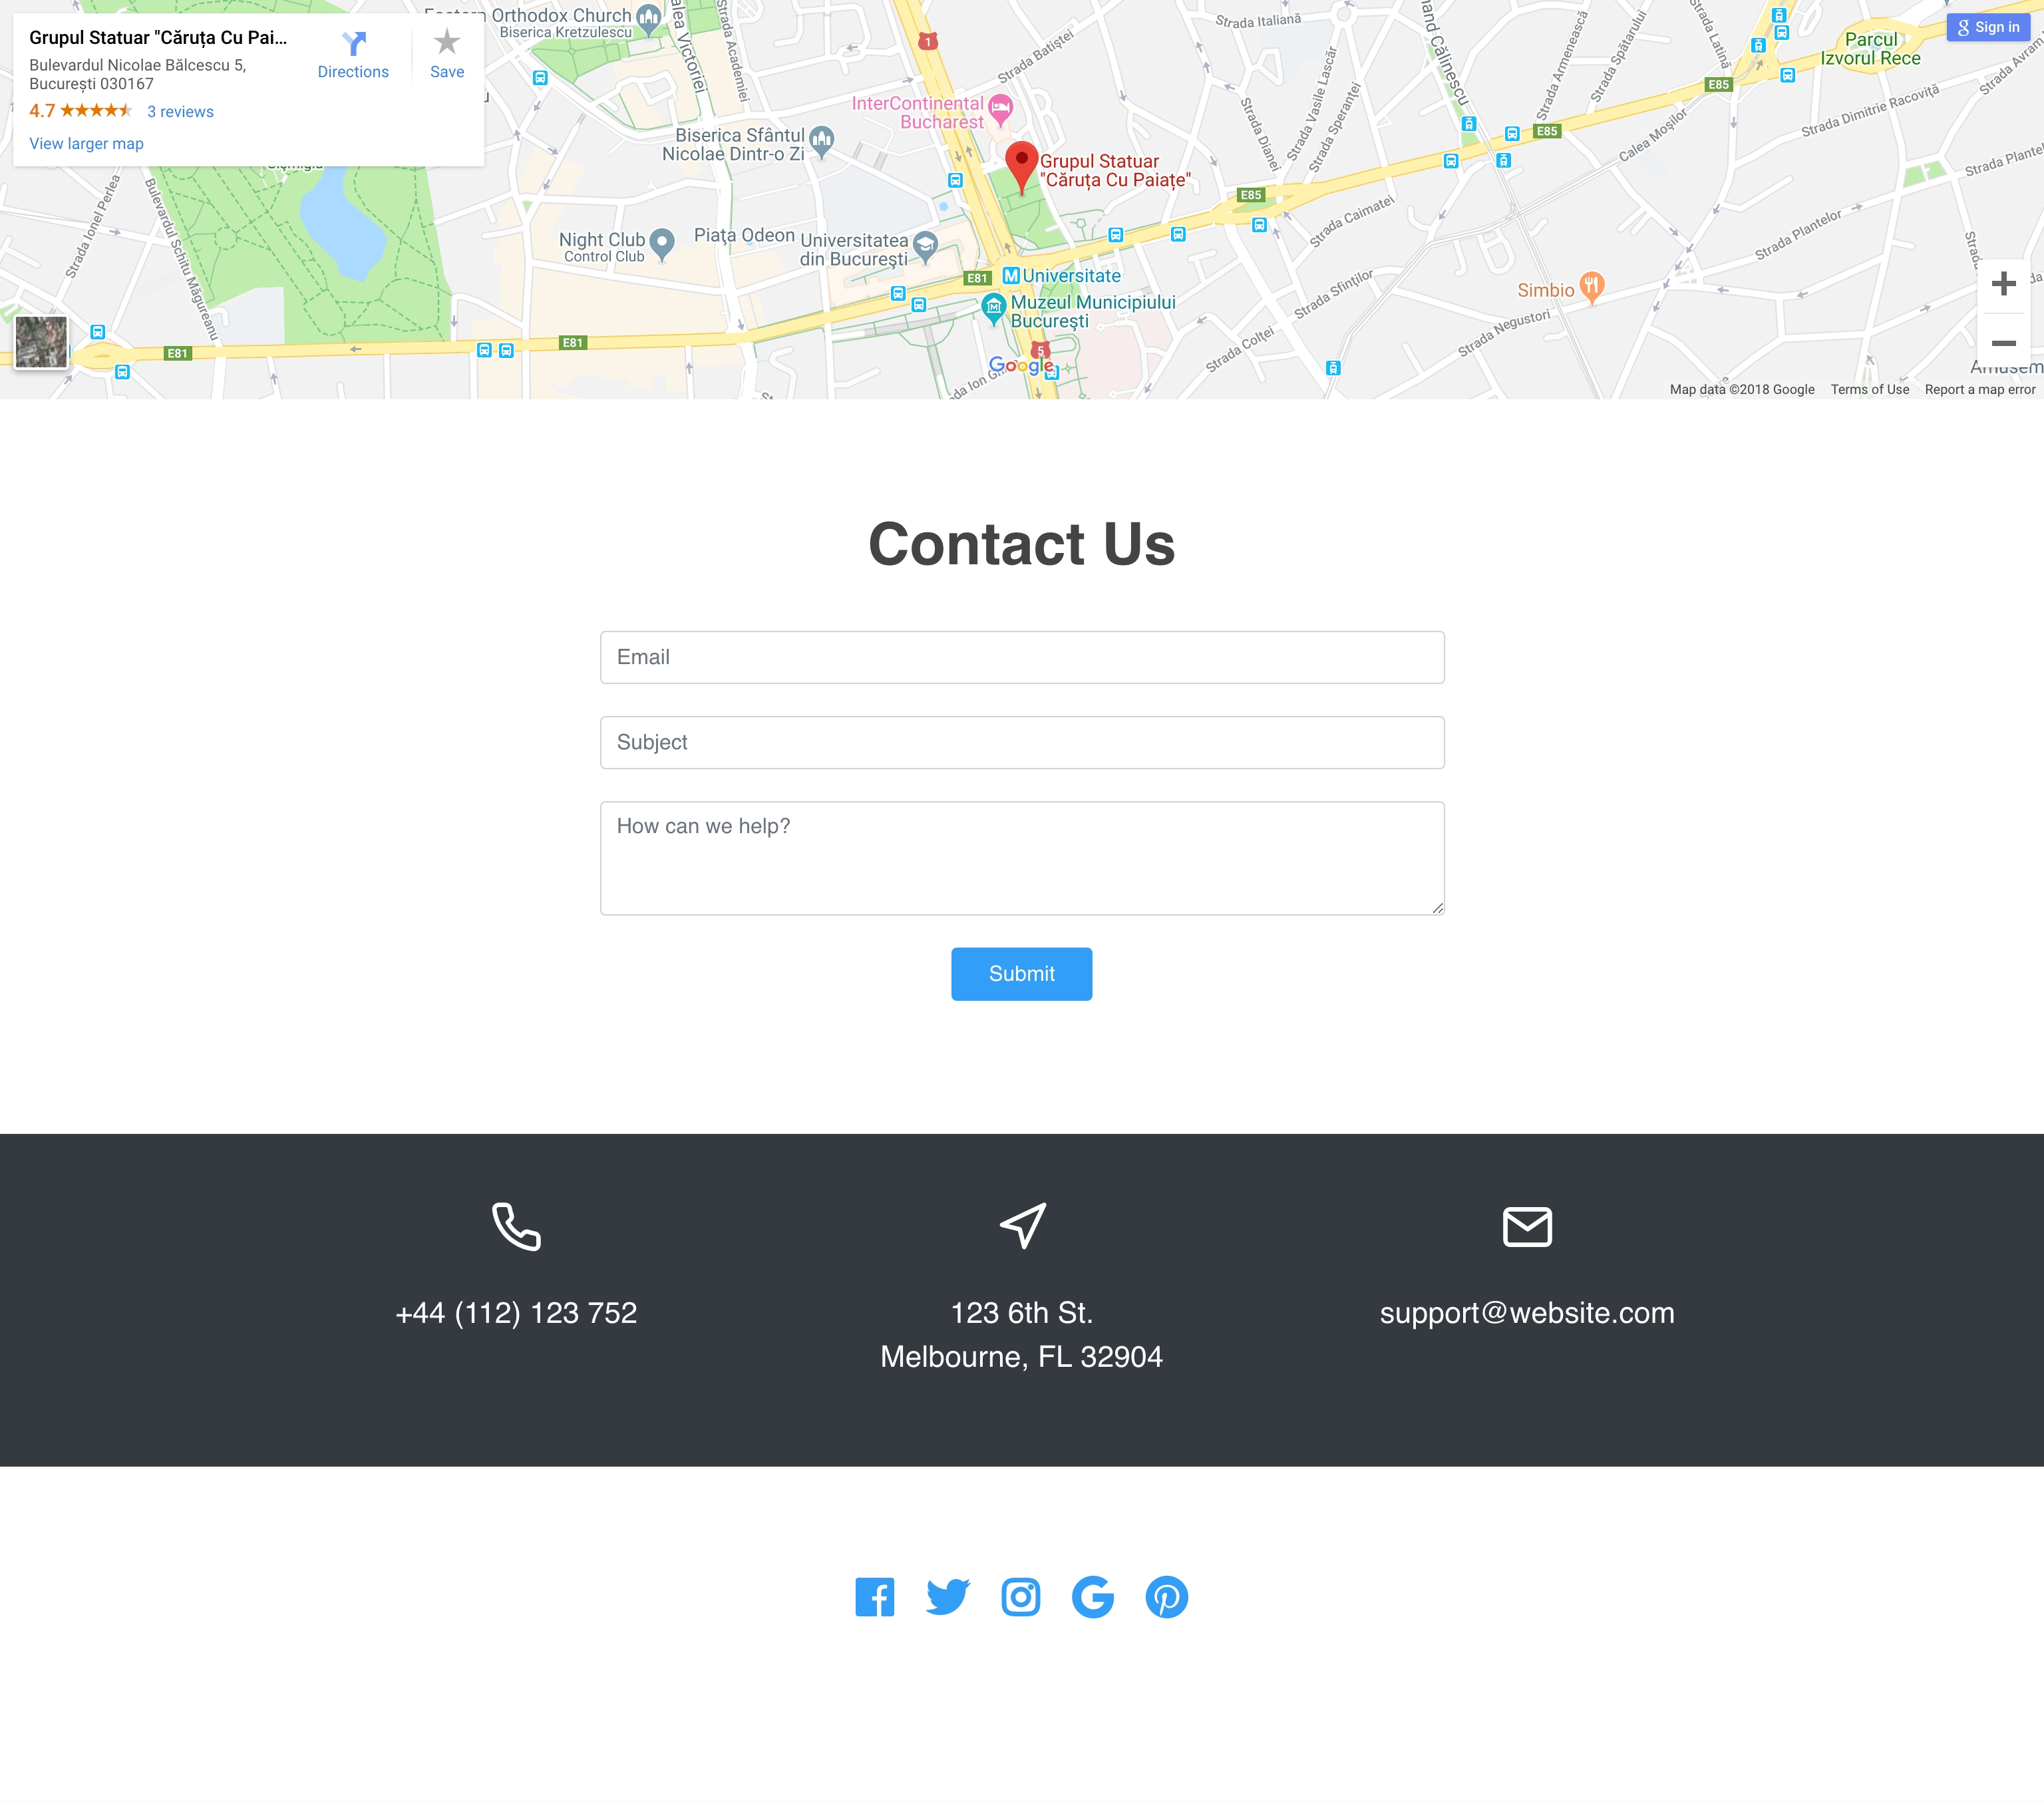 Grupul Statuar "Căruța Cu Pai...
Bulevardul Nicolae Bălcescu 5,
București 030167
4.7
3 reviews
View larger map
Directions
Save
Sign in
Orthodox Church
Biserica Kretzulescu
Strada Academiei
1
Strada Batiștei
Strada Italiană
Strada Armenească
Strada Spătarului
Strada Latină
Parcul
Izvorul Rece
E85
E85
E85
Strada Dimitrie Racoviță
Calea Moșilor
InterContinental
Bucharest
Biserica Sfântul
Nicolae Dintr-o Zi
Grupul Statuar
"Căruța Cu Paiațe"
Strada Dianei
Strada Vasile Lascăr
Strada Speranței
Strada Caimatei
Strada Plantelor
Strada Ionel Perlea
Bulevardul Schitu Măgureanu
Night Club
Control Club
Piața Odeon
Universitatea
din București
E81
M Universitate
Muzeul Municipiului
București
Strada Sfinților
Simbio
Strada Negustori
Strada Colței
E81
E81
5
Google
Map data ©2018 Google
Terms of Use
Report a map error
Contact Us
Email
Subject
How can we help?
Submit
+44 (112) 123 752
123 6th St.
Melbourne, FL 32904
support@website.com